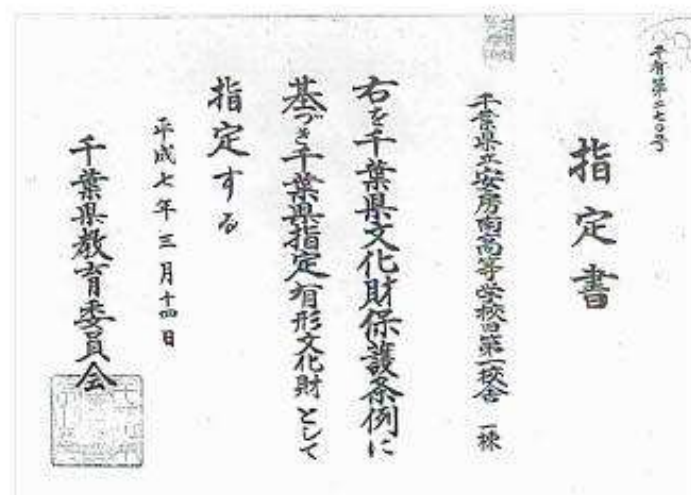 千有第二七〇号
指定書
千葉県立安房南高等学校旧第一校舎 一棟
右を千葉県文化財保護条例に
基づき千葉県指定有形文化財として
指定する
平成七年三月十四日
千葉県教育委員会